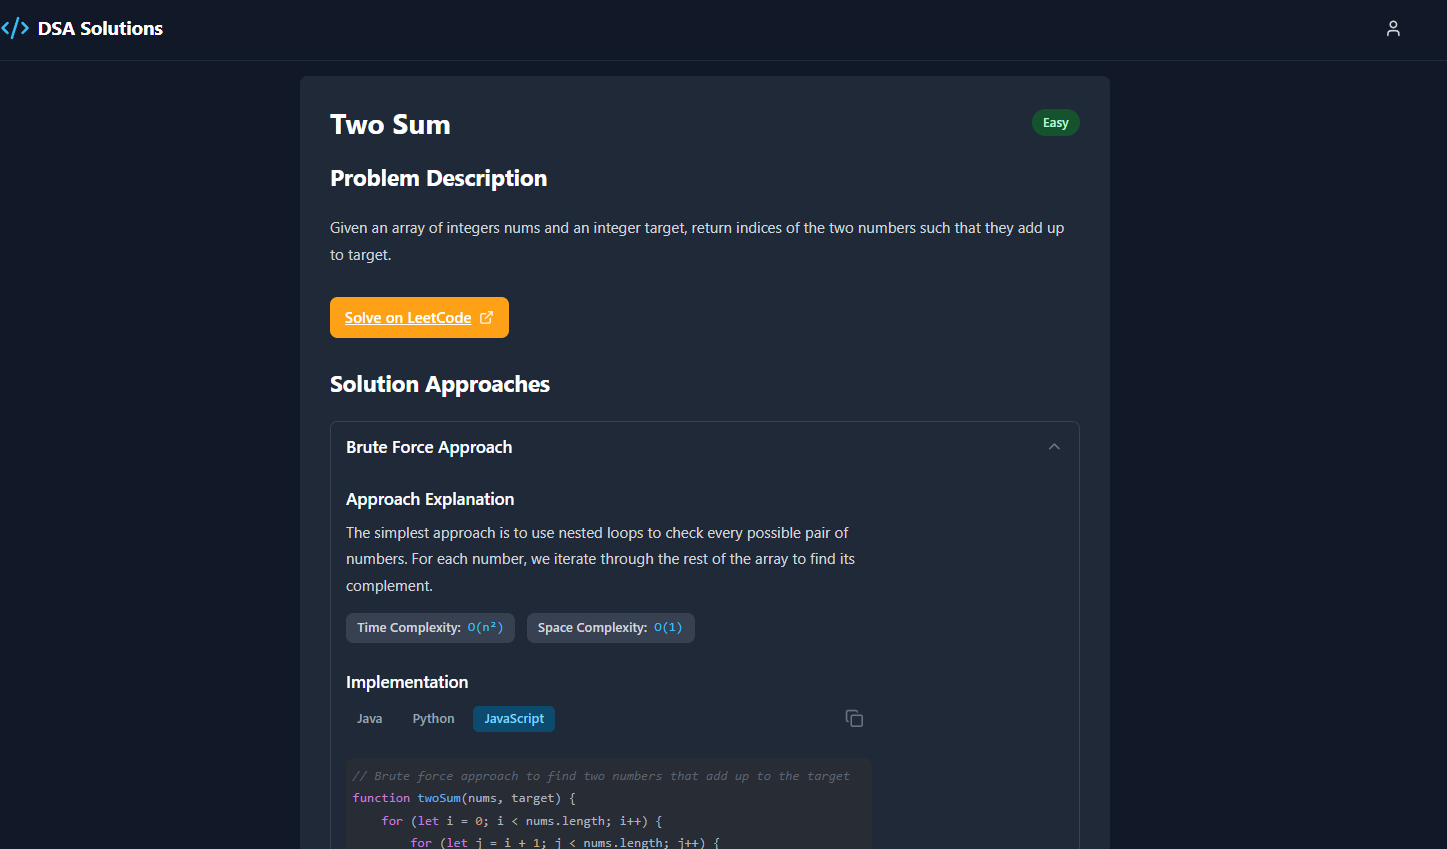 </> DSA Solutions
Two Sum
Easy
Problem Description
Given an array of integers nums and an integer target, return indices of the two numbers such that they add up
to target.
Solve on LeetCode
Solution Approaches
Brute Force Approach
Approach Explanation
The simplest approach is to use nested loops to check every possible pair of
numbers. For each number, we iterate through the rest of the array to find its
complement.
Time Complexity: O(n²) Space Complexity: O(1)
Implementation
Java Python JavaScript
// Brute force approach to find two numbers that add up to the target
function twoSum(nums, target) {
    for (let i = 0; i < nums.length; i++) {
        for (let j = i + 1; j < nums.length; j++) {